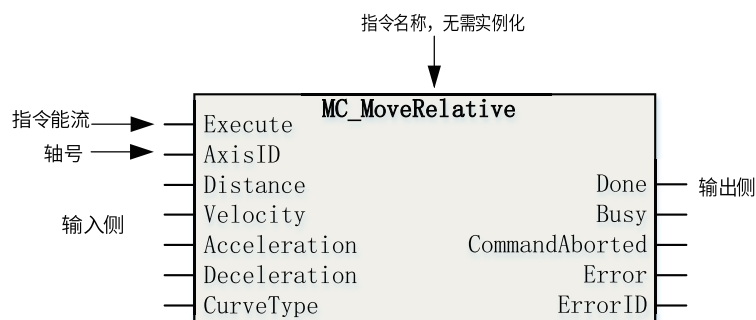 指令名称，无需实例化
MC_MoveRelative
指令能流
Execute
轴号
AxisID
Distance
Done
输出侧
输入侧
Velocity
Busy
Acceleration
CommandAborted
Deceleration
Error
CurveType
ErrorID